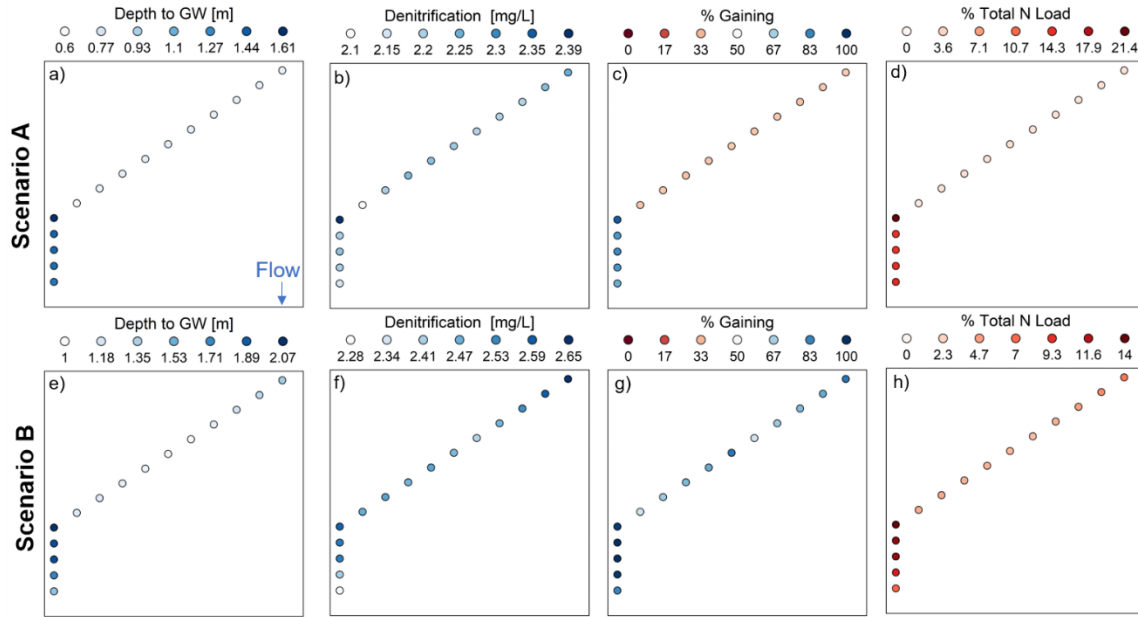 Depth to GW [m]
0.6 0.77 0.93 1.1 1.27 1.44 1.61
Denitrification [mg/L]
2.1 2.15 2.2 2.25 2.3 2.35 2.39
% Gaining
0 17 33 50 67 83 100
% Total N Load
0 3.6 7.1 10.7 14.3 17.9 21.4
Scenario A
a)
b)
c)
d)
Flow
Depth to GW [m]
1 1.18 1.35 1.53 1.71 1.89 2.07
Denitrification [mg/L]
2.28 2.34 2.41 2.47 2.53 2.59 2.65
% Gaining
0 17 33 50 67 83 100
% Total N Load
0 2.3 4.7 7 9.3 11.6 14
Scenario B
e)
f)
g)
h)